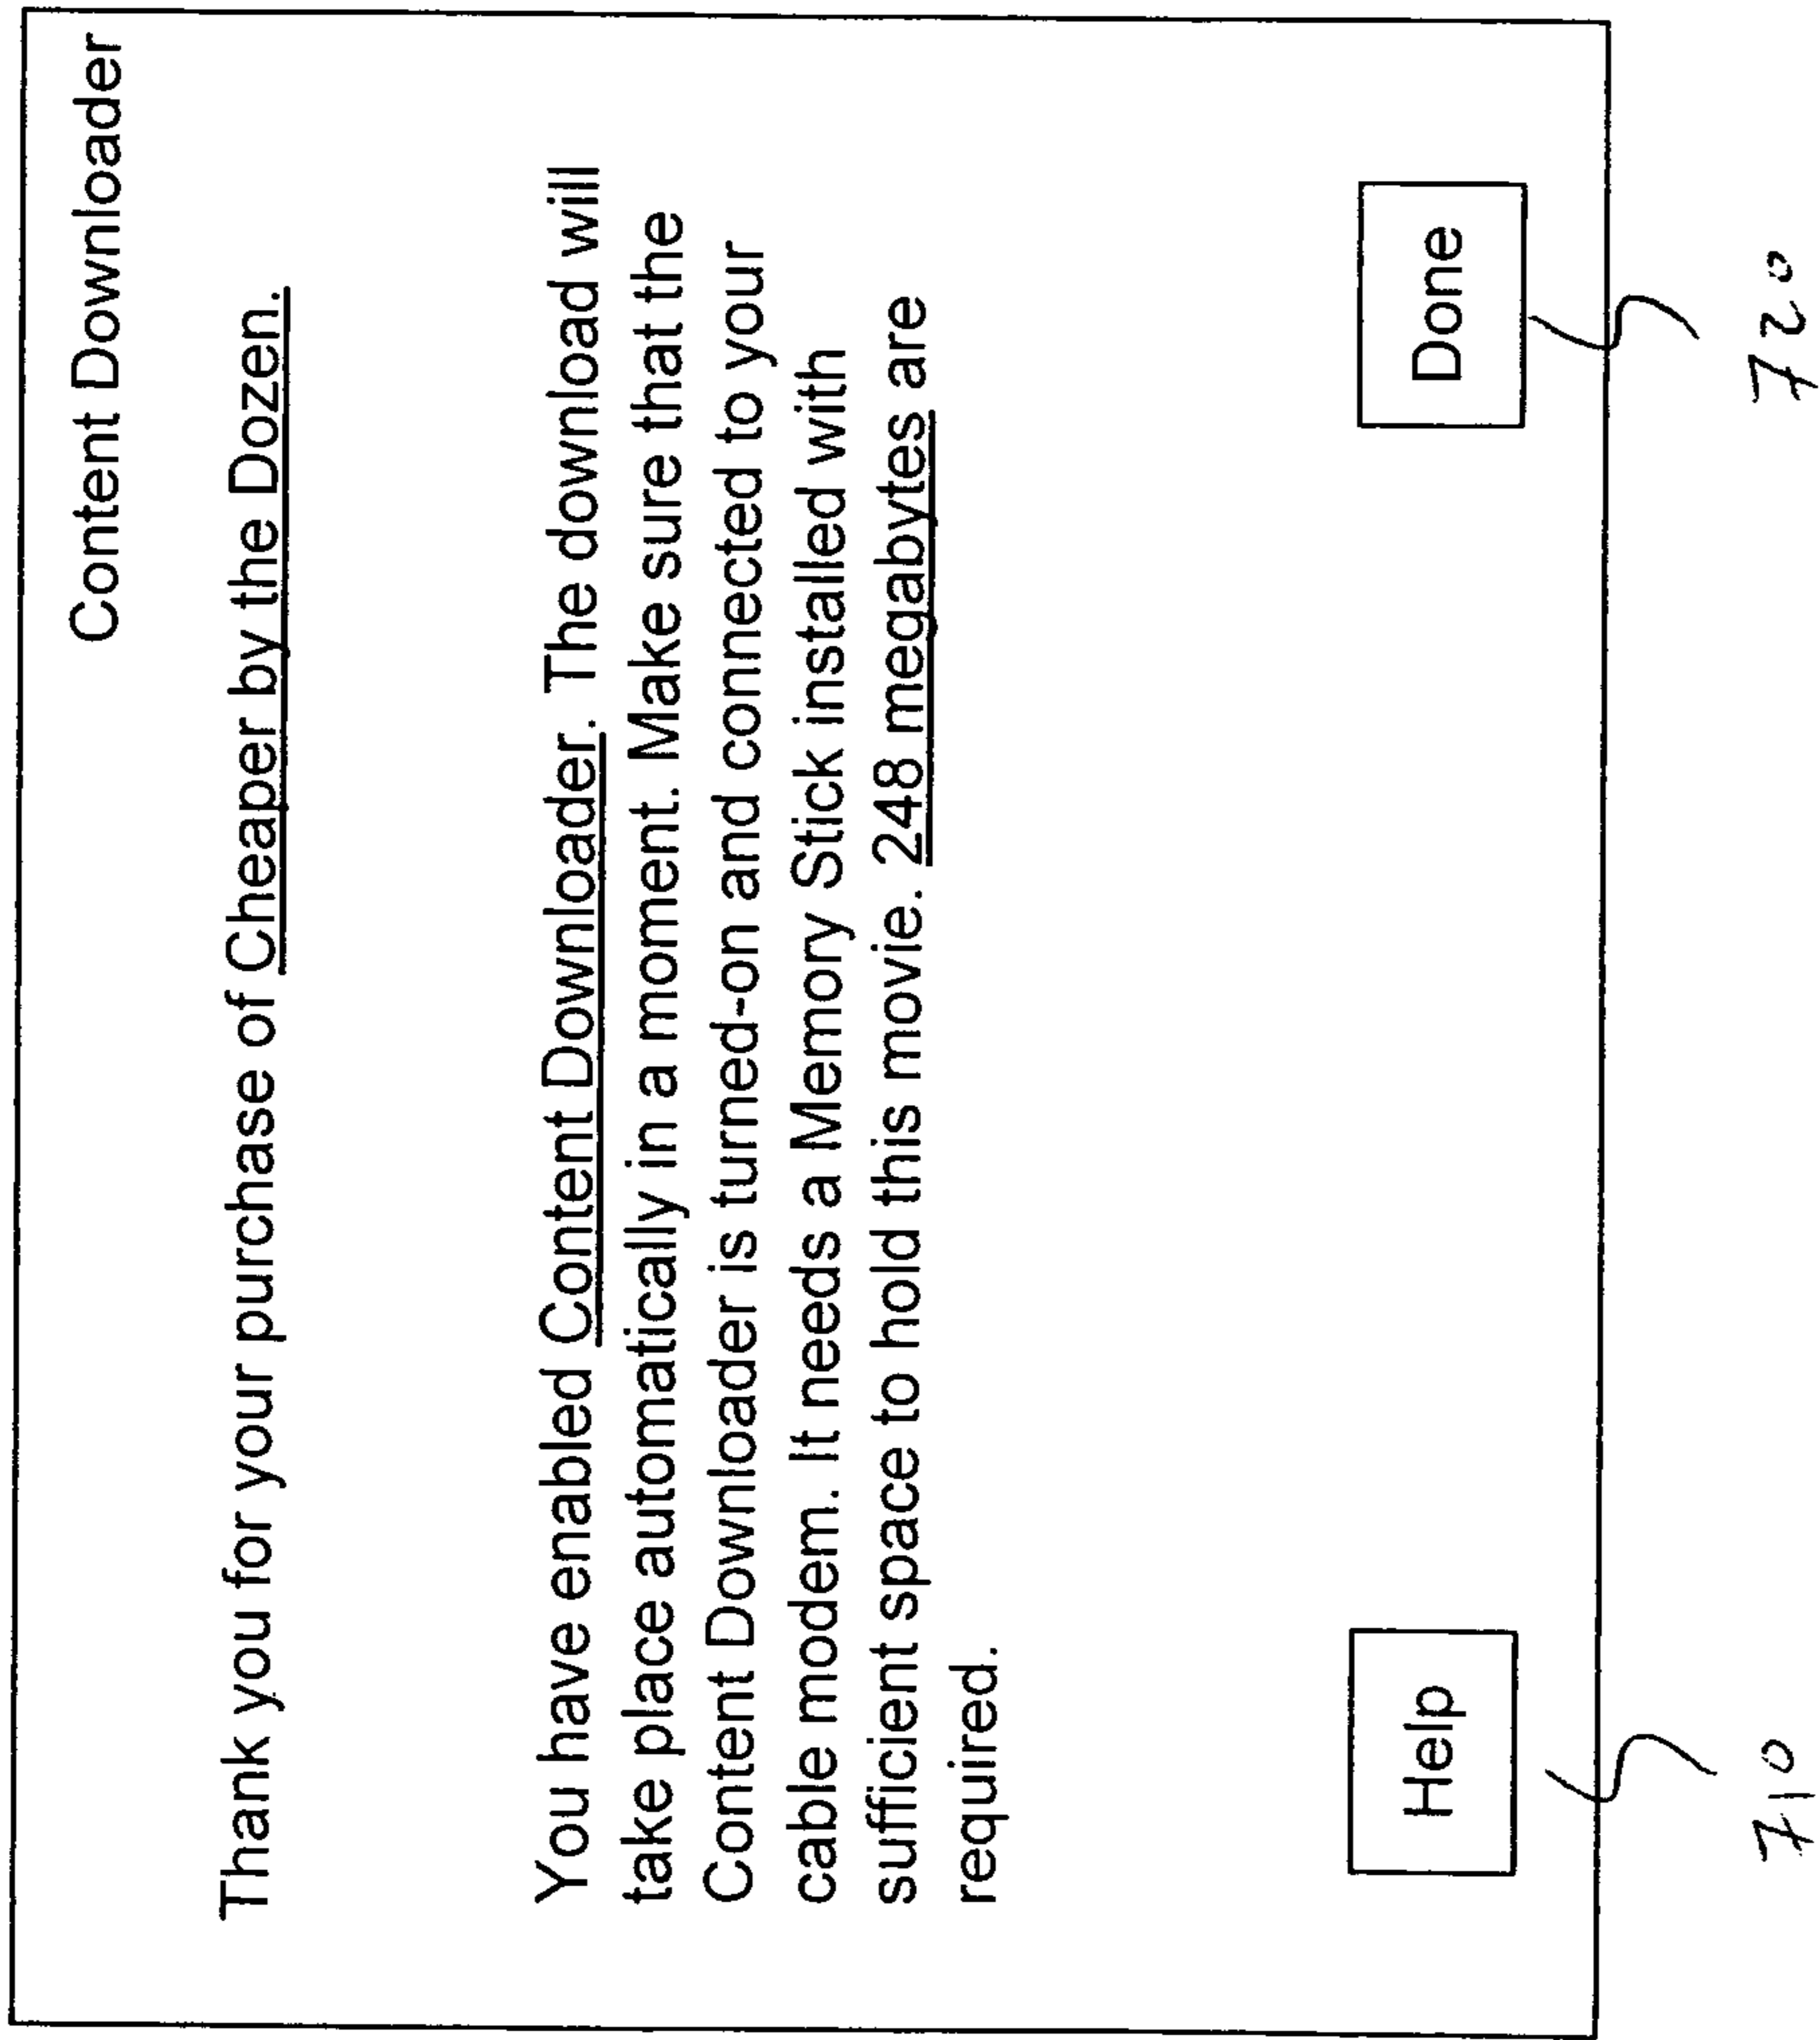 Content Downloader
Thank you for your purchase of Cheaper by the Dozen.
You have enabled Content Downloader. The download will
take place automatically in a moment. Make sure that the
Content Downloader is turned-on and connected to your
cable modem. It needs a Memory Stick installed with
sufficient space to hold this movie. 248 megabytes are
required.
Help
Done
710
720